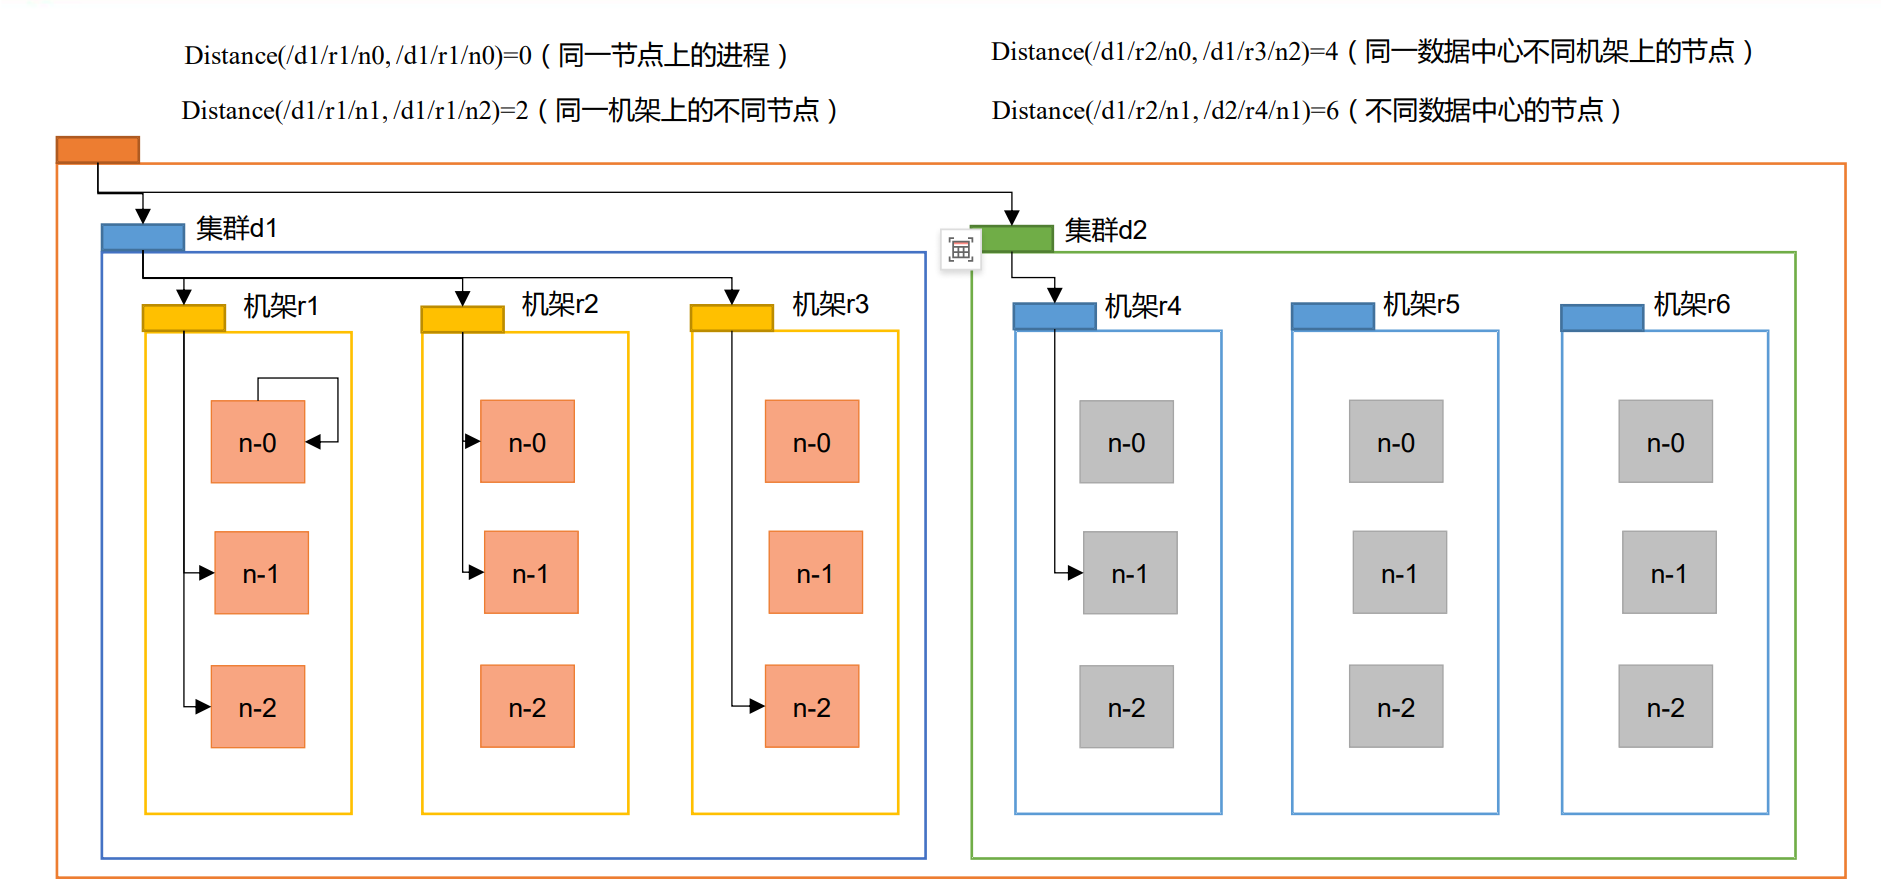 Distance(/d1/r1/n0, /d1/r1/n0)=0（同一节点上的进程）
Distance(/d1/r2/n0, /d1/r3/n2)=4（同一数据中心不同机架上的节点）
Distance(/d1/r1/n1, /d1/r1/n2)=2（同一机架上的不同节点）
Distance(/d1/r2/n1, /d2/r4/n1)=6（不同数据中心的节点）
集群d1
集群d2
机架r1
机架r2
机架r3
机架r4
机架r5
机架r6
n-0
n-0
n-0
n-0
n-0
n-0
n-1
n-1
n-1
n-1
n-1
n-1
n-2
n-2
n-2
n-2
n-2
n-2